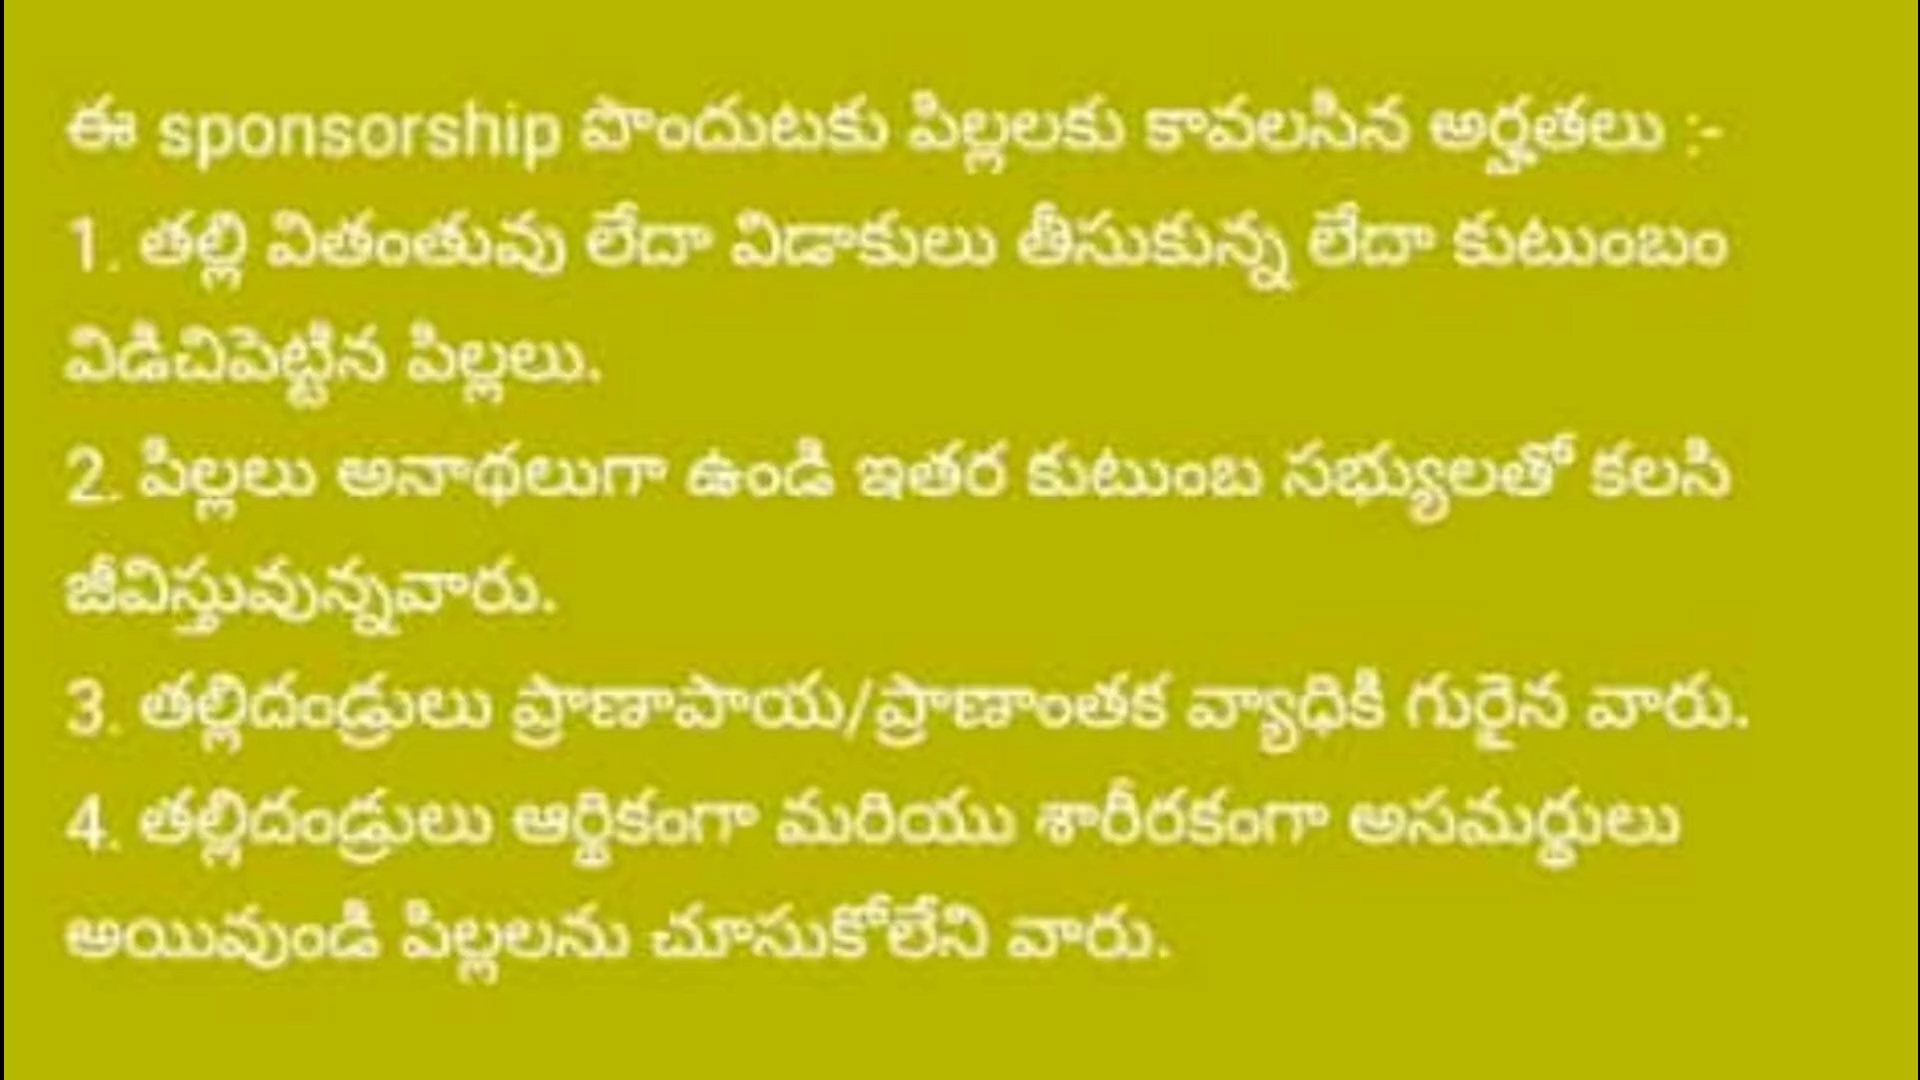 ఈ sponsorship పొందుటకు పిల్లలకు కావలసిన అర్హతలు :-
1. తల్లి వితంతువు లేదా విడాకులు తీసుకున్న లేదా కుటుంబం
విడిచిపెట్టిన పిల్లలు.
2. పిల్లలు అనాథలుగా ఉండి ఇతర కుటుంబ సభ్యులతో కలసి
జీవిస్తువున్నవారు.
3. తల్లిదండ్రులు ప్రాణాపాయ/ప్రాణాంతక వ్యాధికి గురైన వారు.
4. తల్లిదండ్రులు ఆర్థికంగా మరియు శారీరకంగా అసమర్థులు
అయివుండి పిల్లలను చూసుకోలేని వారు.